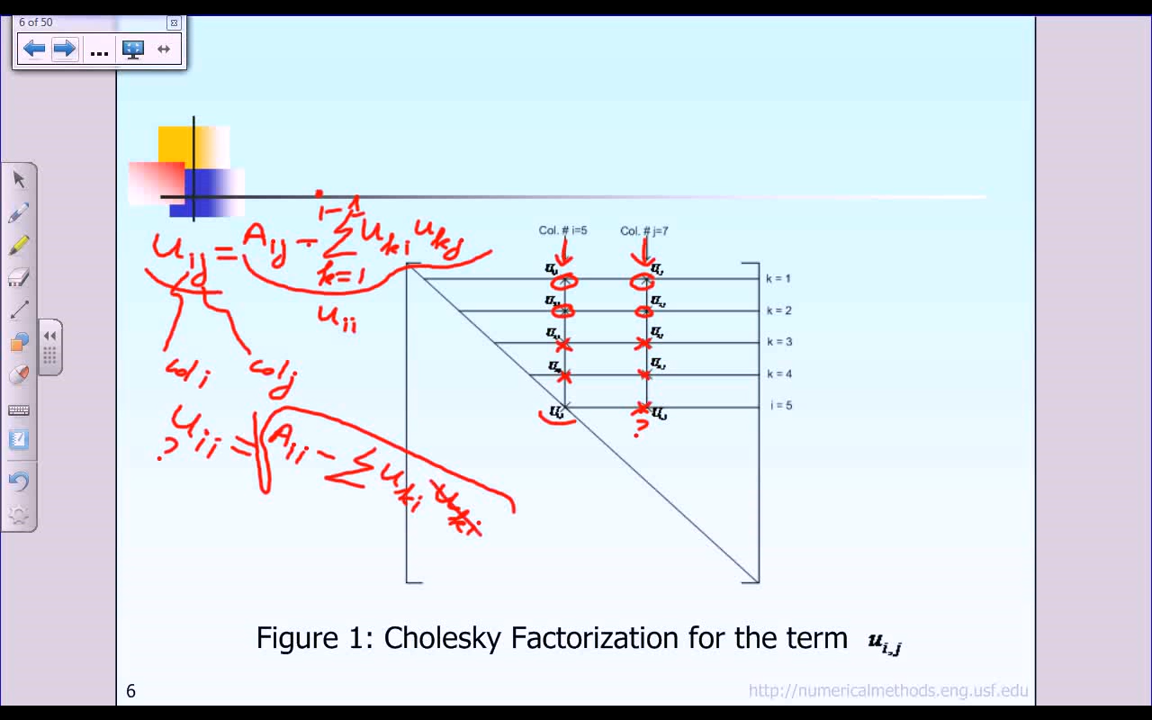 6 of 50
...
i-1
u_ij = A_ij - Σ u_ki u_kj
k=1
u_ii
col i col j
u_ii = √ A_ii - Σ u_ki u_ki
?
Col. # i=5 Col. # j=7
k = 1
k = 2
k = 3
k = 4
i = 5
?
Figure 1: Cholesky Factorization for the term u_i,j
6
http://numericalmethods.eng.usf.edu